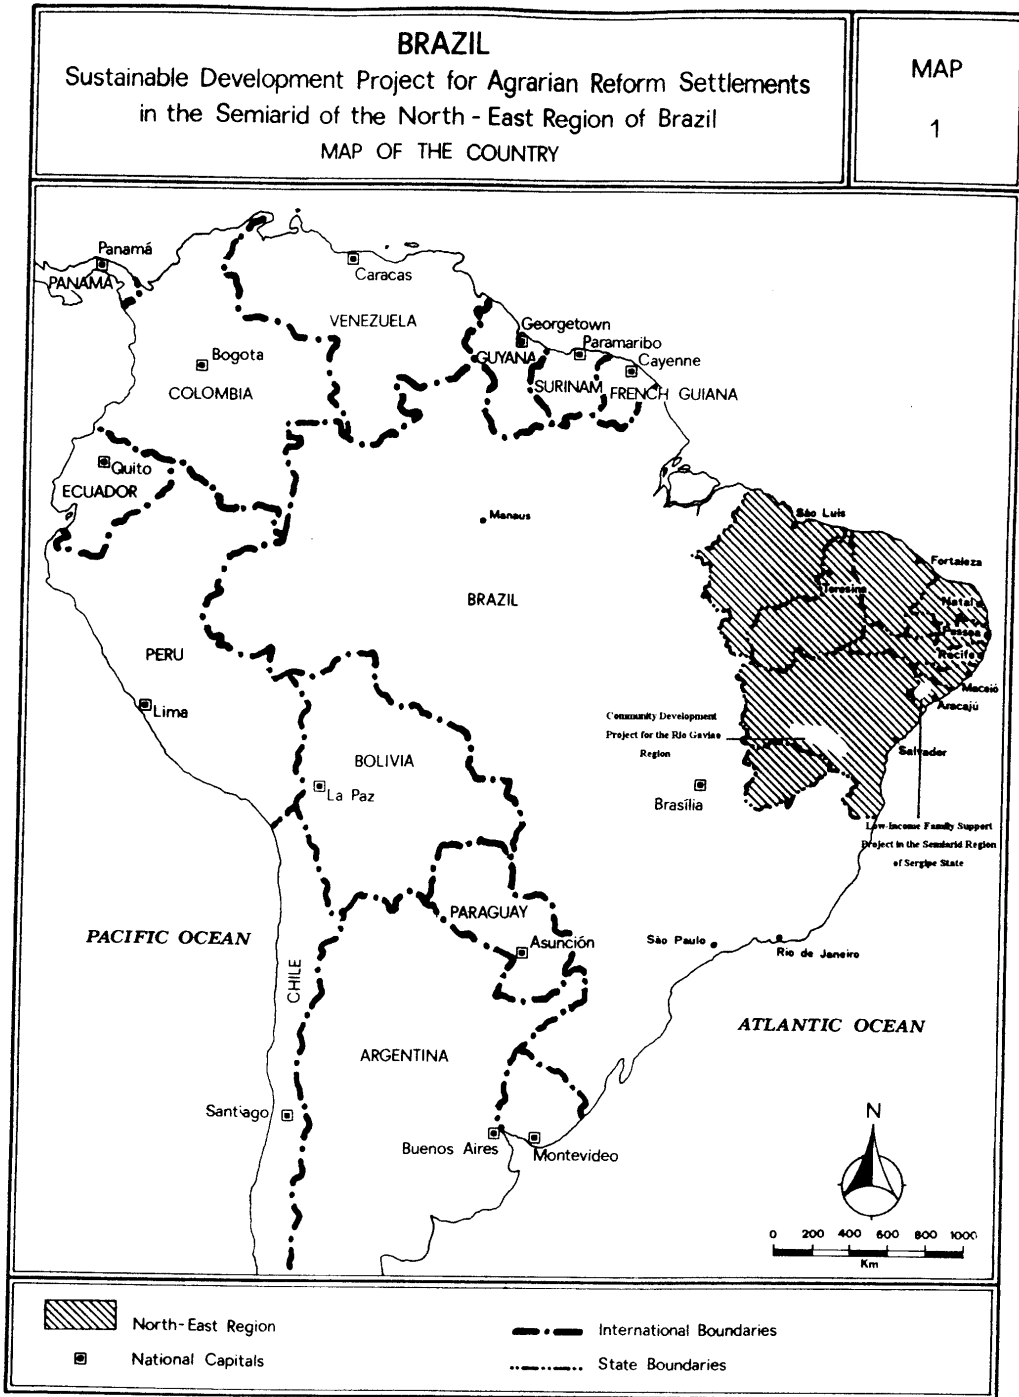 BRAZIL
Sustainable Development Project for Agrarian Reform Settlements
in the Semiarid of the North - East Region of Brazil
MAP OF THE COUNTRY
MAP
1
Panamá
PANAMÁ
Caracas
VENEZUELA
Georgetown
GUYANA
Paramaribo
SURINAM
Cayenne
FRENCH GUIANA
Bogota
COLOMBIA
Quito
ECUADOR
Manaus
BRAZIL
São Luis
Fortaleza
Teresina
Natal
Pessoa
Recife
Maceió
Aracajú
Salvador
PERU
Lima
Community Development
Project for the Rio Gaviao
Region
BOLIVIA
La Paz
Brasília
Low-Income Family Support
Project in the Semiarid Region
of Sergipe State
PARAGUAY
Asunción
São Paulo
Rio de Janeiro
PACIFIC OCEAN
CHILE
ATLANTIC OCEAN
ARGENTINA
Santiago
Buenos Aires
Montevideo
N
0 200 400 600 800 1000
Km
North-East Region
National Capitals
International Boundaries
State Boundaries